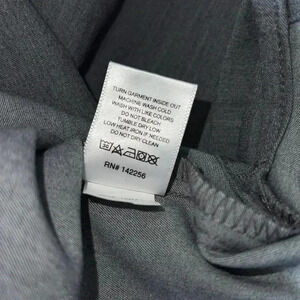 TURN GARMENT INSIDE OUT
MACHINE WASH COLD
WASH WITH LIKE COLORS
DO NOT BLEACH
TUMBLE DRY LOW
LOW HEAT IRON IF NEEDED
DO NOT DRY CLEAN
30
RN# 142256